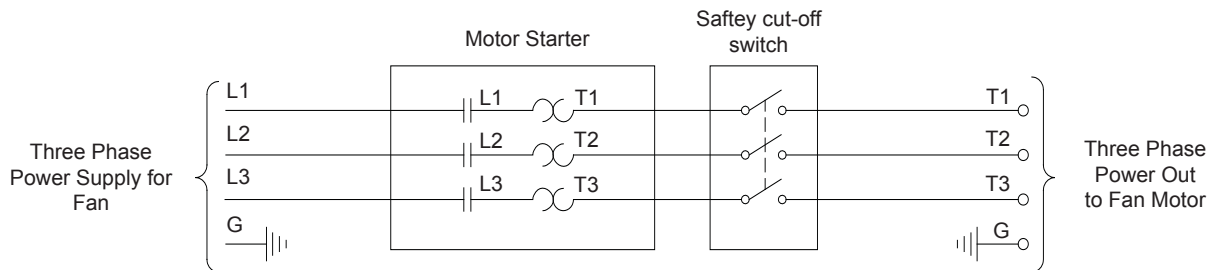 Saftey cut-off
switch
Motor Starter
L1
L1
T1
T1
L2
L2
T2
T2
L3
L3
T3
T3
G
G
Three Phase
Power Supply for
Fan
Three Phase
Power Out
to Fan Motor